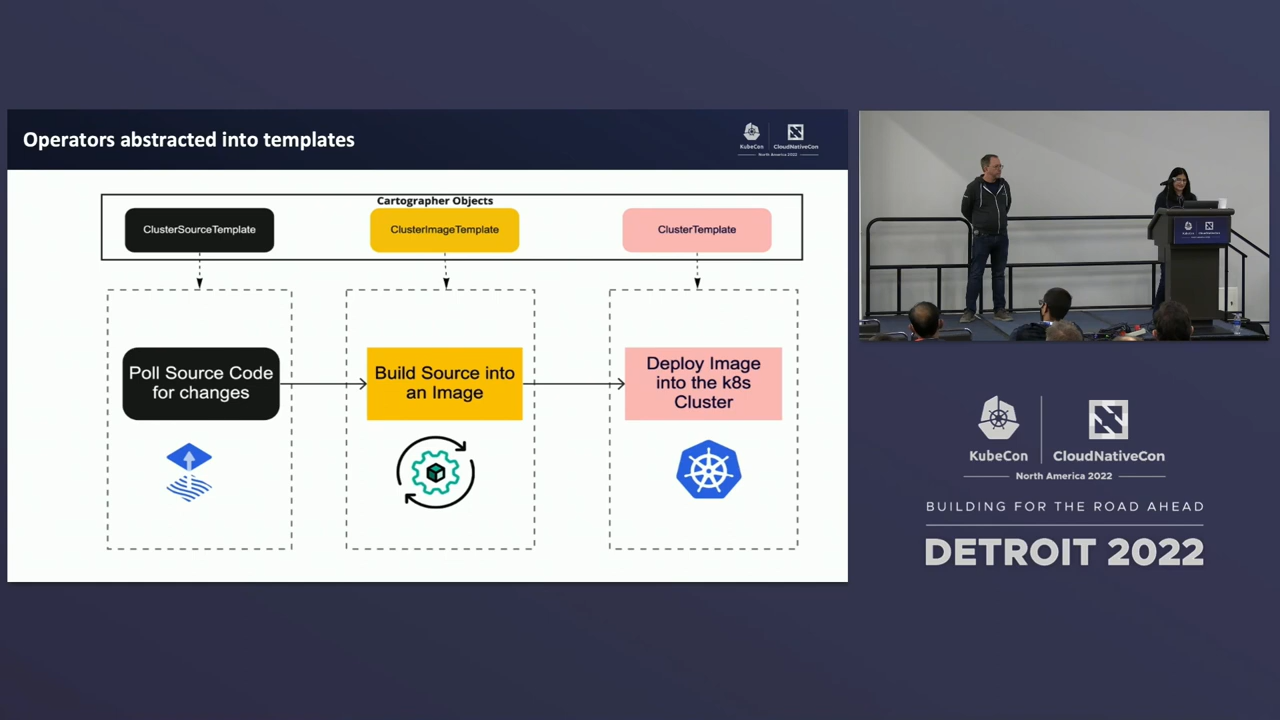 Operators abstracted into templates
KubeCon
CloudNativeCon
North America 2022
Cartographer Objects
ClusterSourceTemplate
ClusterImageTemplate
ClusterTemplate
Poll Source Code
for changes
Build Source into
an Image
Deploy Image
into the k8s
Cluster
KubeCon
CloudNativeCon
North America 2022
BUILDING FOR THE ROAD AHEAD
DETROIT 2022